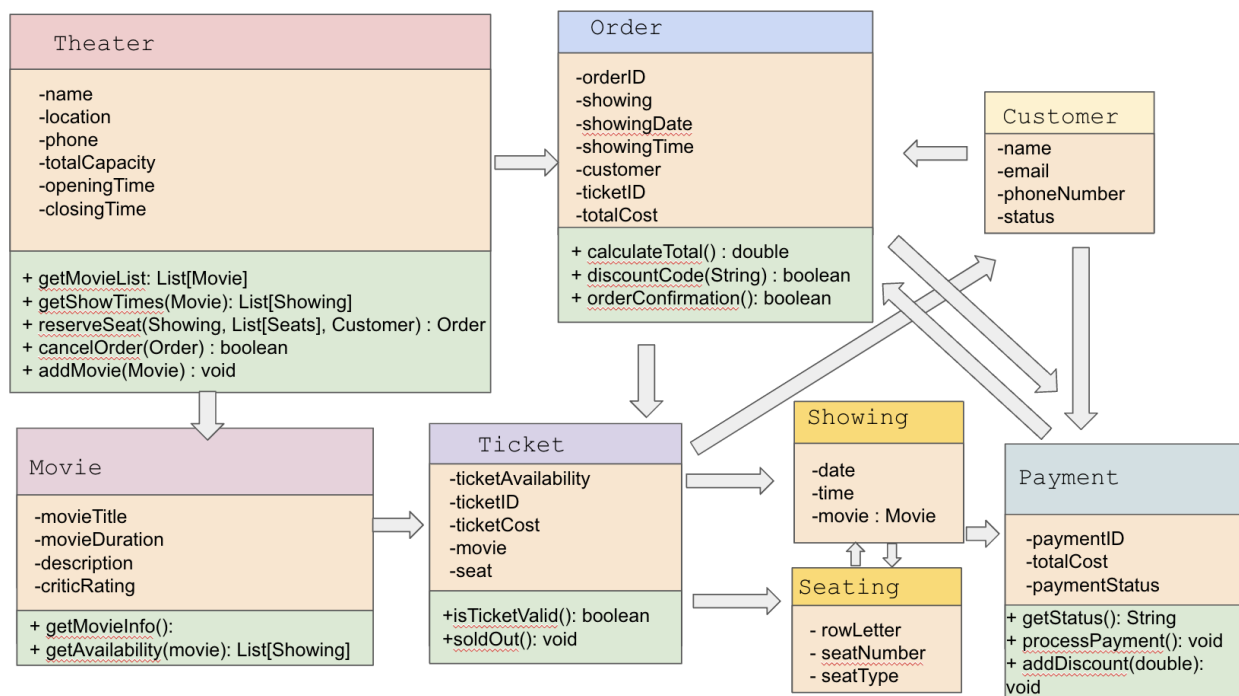 Theater
-name
-location
-phone
-totalCapacity
-openingTime
-closingTime
+ getMovieList: List[Movie]
+ getShowTimes(Movie): List[Showing]
+ reserveSeat(Showing, List[Seats], Customer) : Order
+ cancelOrder(Order) : boolean
+ addMovie(Movie) : void
Order
-orderID
-showing
-showingDate
-showingTime
-customer
-ticketID
-totalCost
+ calculateTotal() : double
+ discountCode(String) : boolean
+ orderConfirmation(): boolean
Customer
-name
-email
-phoneNumber
-status
Movie
-movieTitle
-movieDuration
-description
-criticRating
+ getMovieInfo():
+ getAvailability(movie): List[Showing]
Ticket
-ticketAvailability
-ticketID
-ticketCost
-movie
-seat
+isTicketValid(): boolean
+soldOut(): void
Showing
-date
-time
-movie : Movie
Seating
- rowLetter
- seatNumber
- seatType
Payment
-paymentID
-totalCost
-paymentStatus
+ getStatus(): String
+ processPayment(): void
+ addDiscount(double):
void